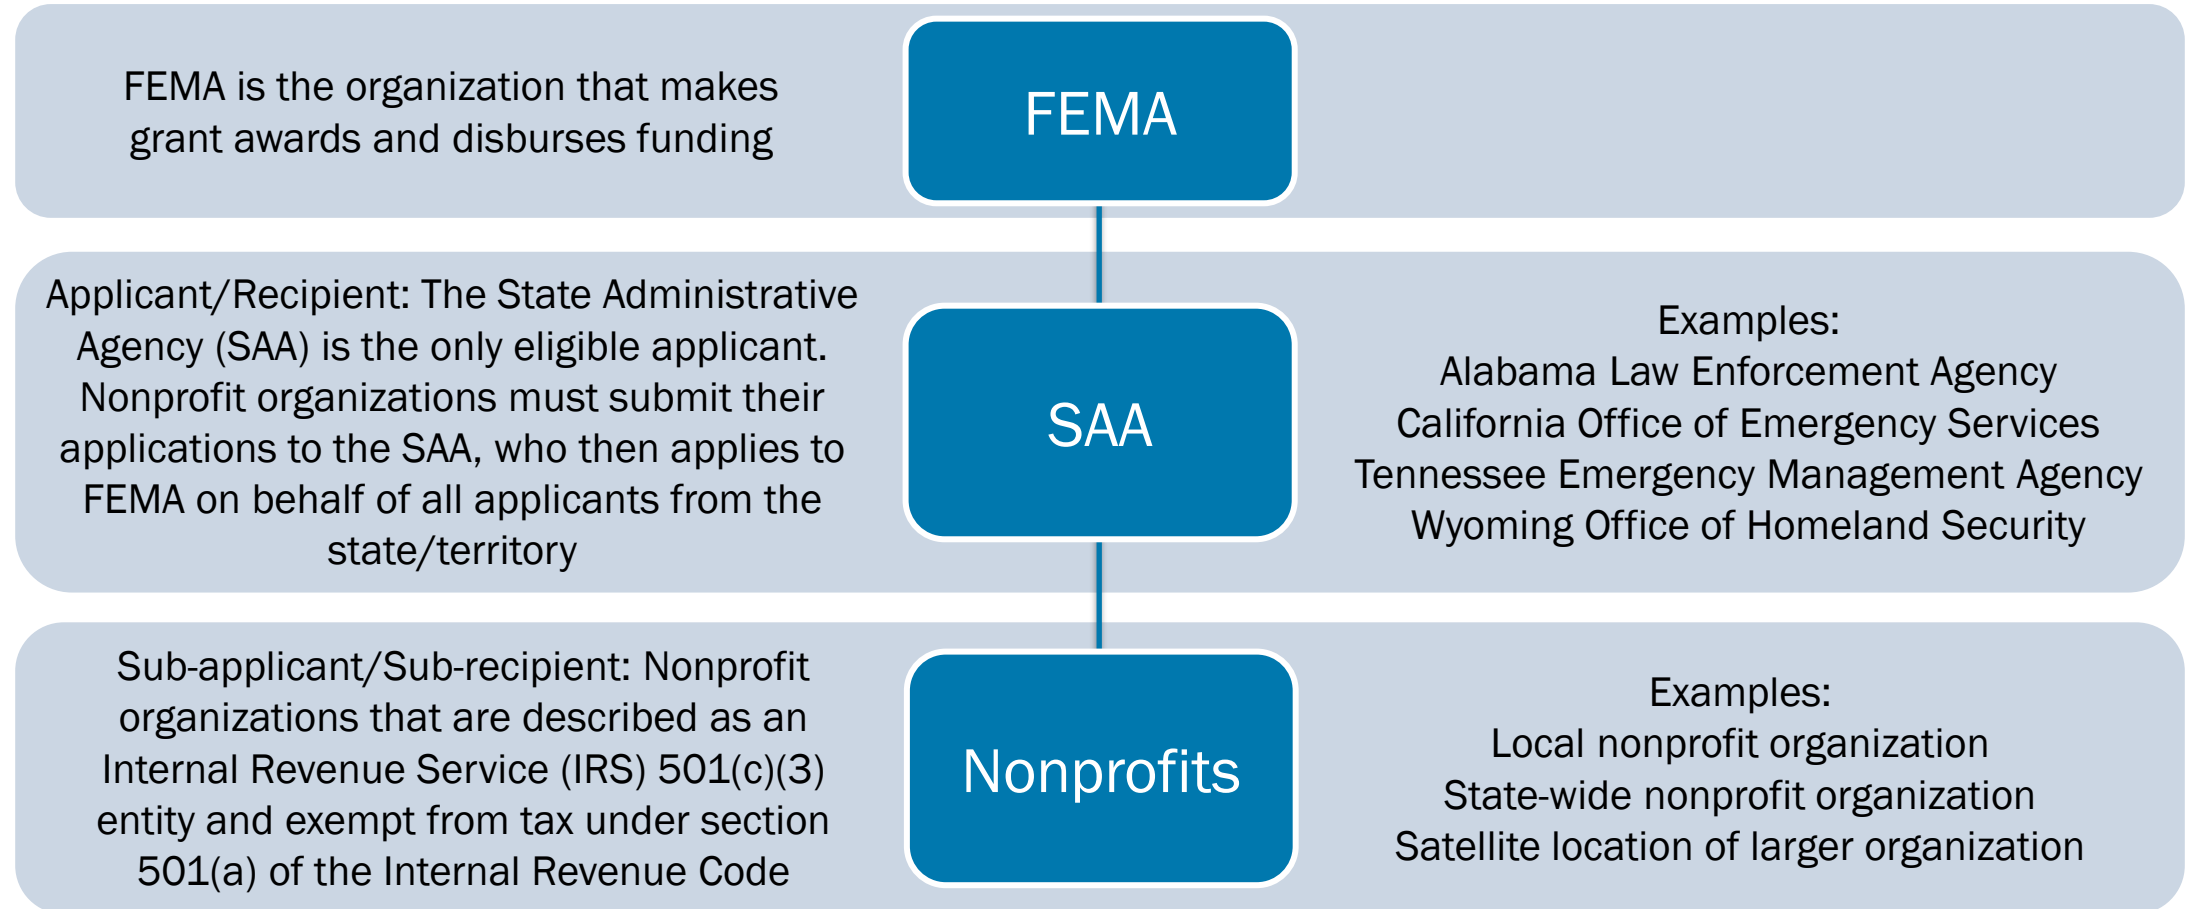 FEMA is the organization that makes
grant awards and disburses funding
FEMA
Applicant/Recipient: The State Administrative
Agency (SAA) is the only eligible applicant.
Nonprofit organizations must submit their
applications to the SAA, who then applies to
FEMA on behalf of all applicants from the
state/territory
SAA
Examples:
Alabama Law Enforcement Agency
California Office of Emergency Services
Tennessee Emergency Management Agency
Wyoming Office of Homeland Security
Sub-applicant/Sub-recipient: Nonprofit
organizations that are described as an
Internal Revenue Service (IRS) 501(c)(3)
entity and exempt from tax under section
501(a) of the Internal Revenue Code
Nonprofits
Examples:
Local nonprofit organization
State-wide nonprofit organization
Satellite location of larger organization